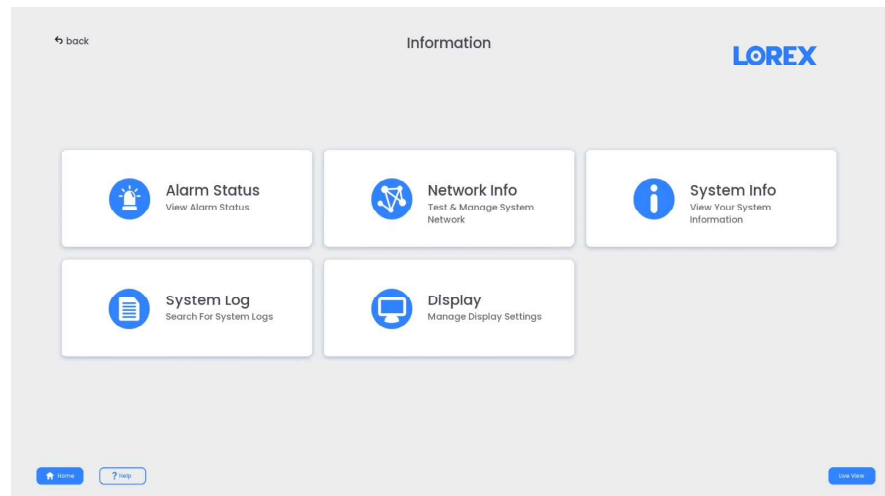 back
Information
LOREX
Alarm Status
View Alarm Status
Network Info
Test & Manage System
Network
System Info
View Your System
Information
System Log
Search For System Logs
Display
Manage Display Settings
Home
? Help
Live View